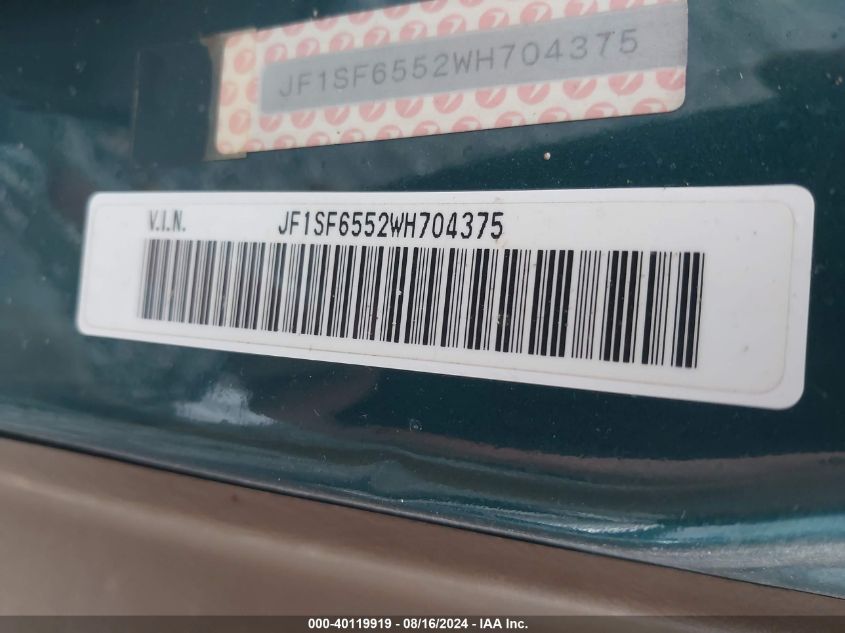 JF1SF6552WH704375
V.I.N. JF1SF6552WH704375
000-40119919 - 08/16/2024 - IAA Inc.